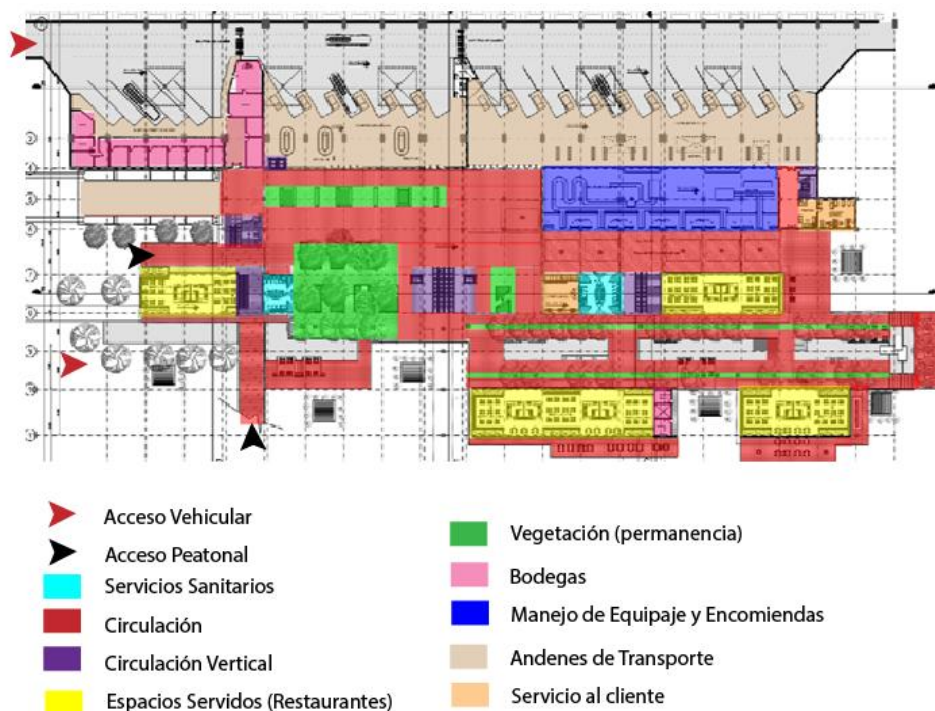 Acceso Vehicular
Acceso Peatonal
Servicios Sanitarios
Circulación
Circulación Vertical
Espacios Servidos (Restaurantes)
Vegetación (permanencia)
Bodegas
Manejo de Equipaje y Encomiendas
Andenes de Transporte
Servicio al cliente